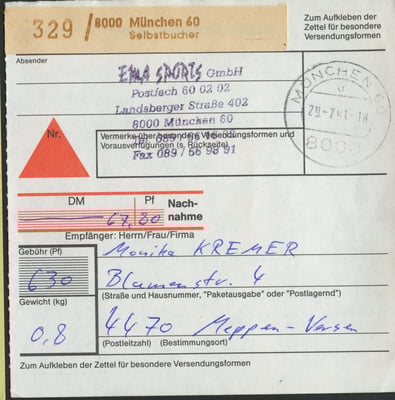 329 / 8000 München 60
Selbstbucher
Zum Aufkleben der
Zettel für besondere
Versendungsformen
Absender
EMA SPORTS GmbH
Postfach 60 02 02
Landsberger Straße 402
8000 München 60
MÜNCHEN 60
8000
Nr.
Vermerke über besondere Versendungsformen und
Vorausverfügungen (s. Rückseite)
Fax 089 / 56 98 91
DM Pf Nach-
nahme
67,80
Empfänger: Herrn/Frau/Firma
Gebühr (Pf) Monika KREMER
630 Blumenstr. 4
(Straße und Hausnummer, "Paketausgabe" oder "Postlagernd")
Gewicht (kg)
0,8 4470 Meppen-Versen
(Postleitzahl) (Bestimmungsort)
Zum Aufkleben der Zettel für besondere Versendungsformen